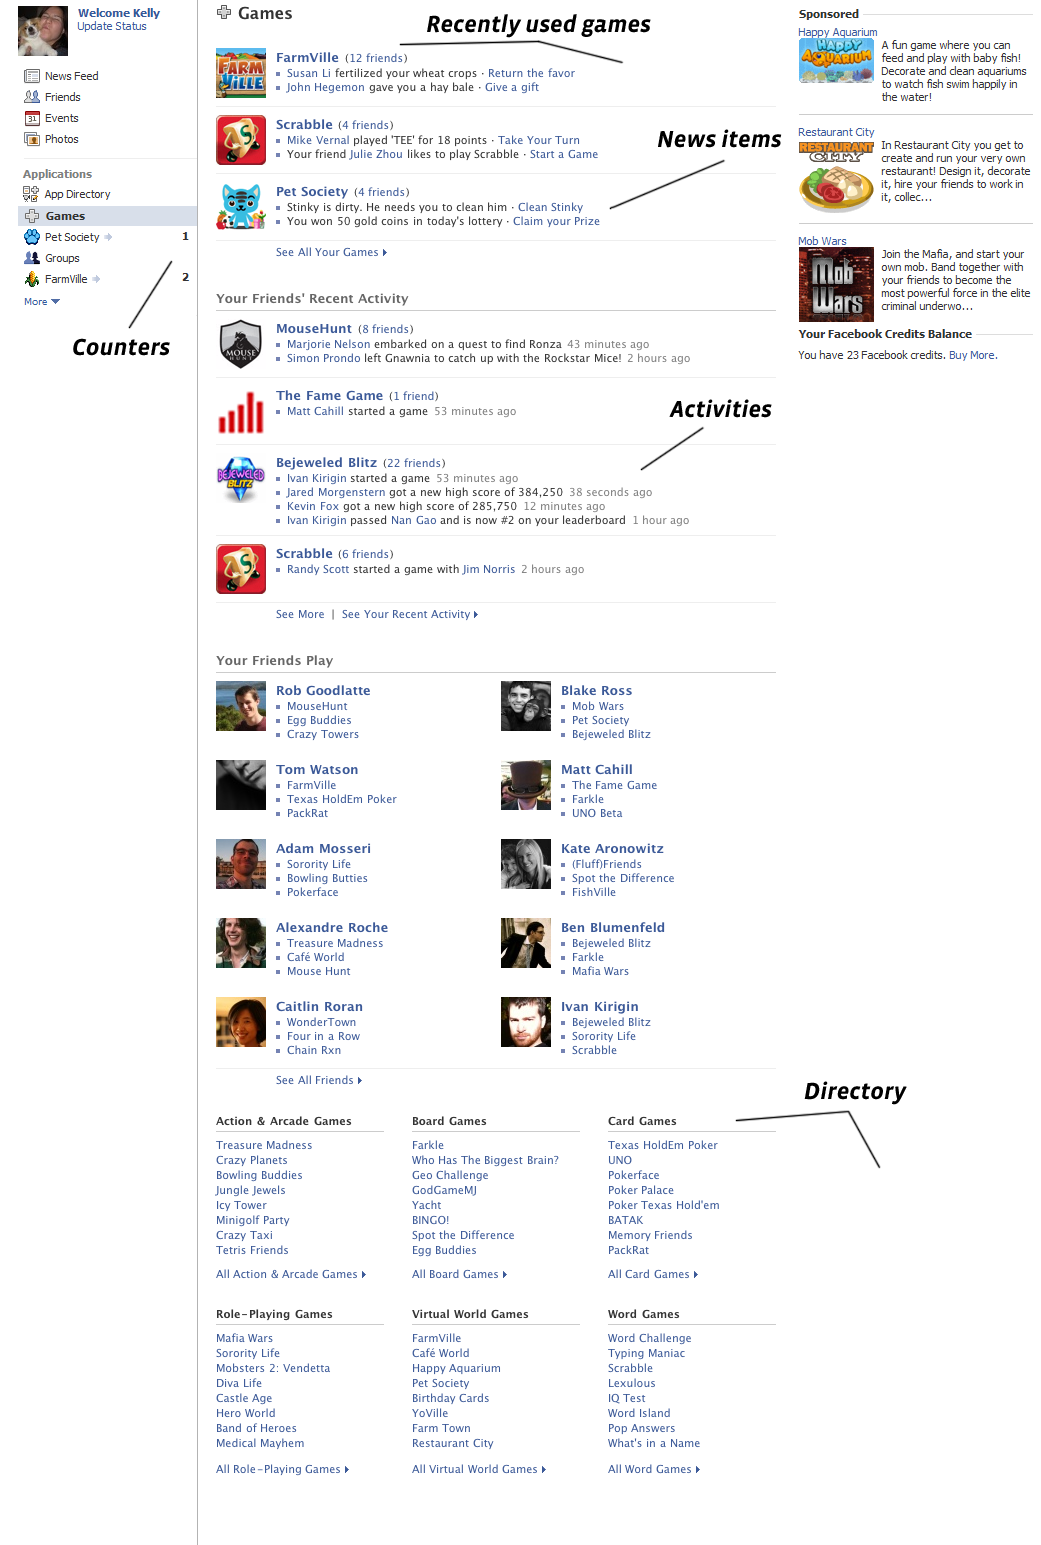 Welcome Kelly
Update Status
News Feed
Friends
31
Events
Photos
Applications
App Directory
Games
Pet Society 1
Groups
FarmVille 2
More
Counters
Games
Recently used games
FARM VILLE
FarmVille (12 friends)
Susan Li fertilized your wheat crops · Return the favor
John Hegemon gave you a hay bale · Give a gift
Scrabble (4 friends)
Mike Vernal played 'TEE' for 18 points · Take Your Turn
Your friend Julie Zhou likes to play Scrabble · Start a Game
News items
Pet Society (4 friends)
Stinky is dirty. He needs you to clean him · Clean Stinky
You won 50 gold coins in today's lottery · Claim your Prize
See All Your Games
Your Friends' Recent Activity
MOUSE HUNT
MouseHunt (8 friends)
Marjorie Nelson embarked on a quest to find Ronza 43 minutes ago
Simon Prondo left Gnawnia to catch up with the Rockstar Mice! 2 hours ago
The Fame Game (1 friend)
Matt Cahill started a game 53 minutes ago
Activities
BEJEWELED BLITZ
Bejeweled Blitz (22 friends)
Ivan Kirigin started a game 53 minutes ago
Jared Morgenstern got a new high score of 384,250 38 seconds ago
Kevin Fox got a new high score of 285,750 12 minutes ago
Ivan Kirigin passed Nan Gao and is now #2 on your leaderboard 1 hour ago
Scrabble (6 friends)
Randy Scott started a game with Jim Norris 2 hours ago
See More | See Your Recent Activity
Your Friends Play
Rob Goodlatte
MouseHunt
Egg Buddies
Crazy Towers
Blake Ross
Mob Wars
Pet Society
Bejeweled Blitz
Tom Watson
FarmVille
Texas HoldEm Poker
PackRat
Matt Cahill
The Fame Game
Farkle
UNO Beta
Adam Mosseri
Sorority Life
Bowling Butties
Pokerface
Kate Aronowitz
(Fluff)Friends
Spot the Difference
FishVille
Alexandre Roche
Treasure Madness
Café World
Mouse Hunt
Ben Blumenfeld
Bejeweled Blitz
Farkle
Mafia Wars
Caitlin Roran
WonderTown
Four in a Row
Chain Rxn
Ivan Kirigin
Bejeweled Blitz
Sorority Life
Scrabble
See All Friends
Directory
Action & Arcade Games
Treasure Madness
Crazy Planets
Bowling Buddies
Jungle Jewels
Icy Tower
Minigolf Party
Crazy Taxi
Tetris Friends
All Action & Arcade Games
Board Games
Farkle
Who Has The Biggest Brain?
Geo Challenge
GodGameMJ
Yacht
BINGO!
Spot the Difference
Egg Buddies
All Board Games
Card Games
Texas HoldEm Poker
UNO
Pokerface
Poker Palace
Poker Texas Hold'em
BATAK
Memory Friends
PackRat
All Card Games
Role-Playing Games
Mafia Wars
Sorority Life
Mobsters 2: Vendetta
Diva Life
Castle Age
Hero World
Band of Heroes
Medical Mayhem
All Role-Playing Games
Virtual World Games
FarmVille
Café World
Happy Aquarium
Pet Society
Birthday Cards
YoVille
Farm Town
Restaurant City
All Virtual World Games
Word Games
Word Challenge
Typing Maniac
Scrabble
Lexulous
IQ Test
Word Island
Pop Answers
What's in a Name
All Word Games
Sponsored
Happy Aquarium
HAPPY AQUARIUM
A fun game where you can
feed and play with baby fish!
Decorate and clean aquariums
to watch fish swim happily in
the water!
Restaurant City
RESTAURANT CITY
In Restaurant City you get to
create and run your very own
restaurant! Design it, decorate
it, hire your friends to work in
it, collec...
Mob Wars
Mob Wars
Join the Mafia, and start your
own mob. Band together with
your friends to become the
most powerful force in the elite
criminal underwo...
Your Facebook Credits Balance
You have 23 Facebook credits. Buy More.